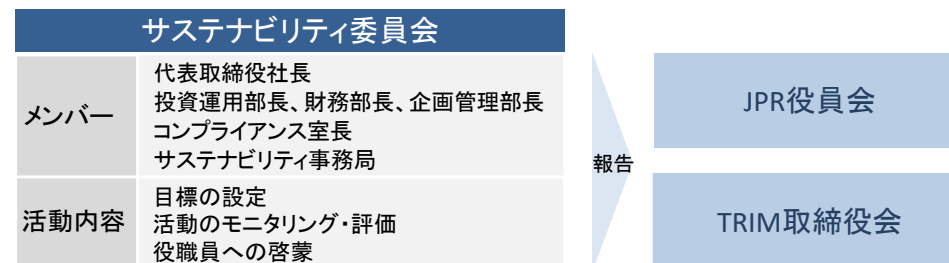 サステナビリティ委員会
メンバー
代表取締役社長
投資運用部長、財務部長、企画管理部長
コンプライアンス室長
サステナビリティ事務局
活動内容
目標の設定
活動のモニタリング・評価
役職員への啓蒙
報告
JPR役員会
TRIM取締役会